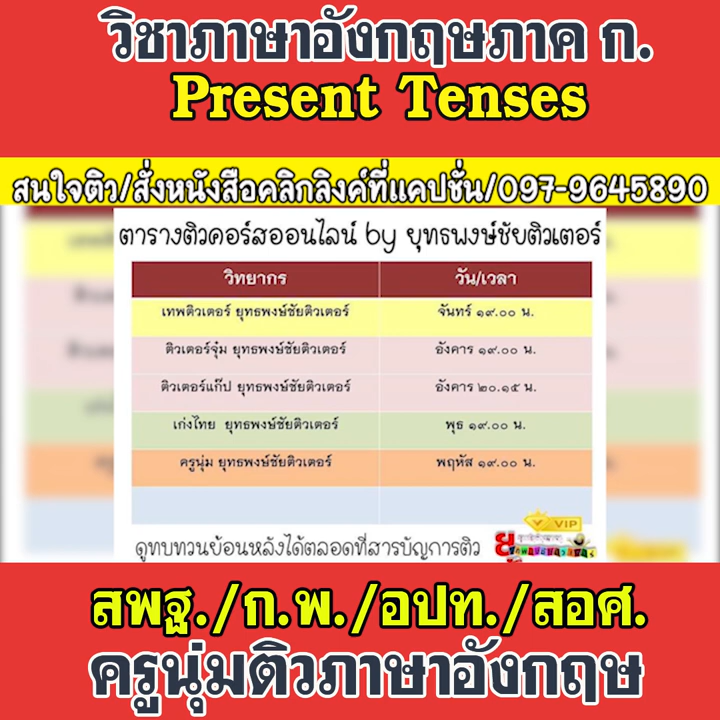 วิชาภาษาอังกฤษภาค ก.
Present Tenses
สนใจติว/สั่งหนังสือคลิกลิงค์ที่แคปชั่น/097-9645890
ตารางติวคอร์สออนไลน์ by ยุทธพงษ์ชัยติวเตอร์
วิทยากร วัน/เวลา
เทพติวเตอร์ ยุทธพงษ์ชัยติวเตอร์ จันทร์ ๑๙.๐๐ น.
ติวเตอร์จุ๋ม ยุทธพงษ์ชัยติวเตอร์ อังคาร ๑๙.๐๐ น.
ติวเตอร์แก๊ป ยุทธพงษ์ชัยติวเตอร์ อังคาร ๒๐.๑๕ น.
เก่งไทย ยุทธพงษ์ชัยติวเตอร์ พุธ ๑๙.๐๐ น.
ครูนุ่ม ยุทธพงษ์ชัยติวเตอร์ พฤหัส ๑๙.๐๐ น.
VIP
ดูทบทวนย้อนหลังได้ตลอดที่สารบัญการติว
สพฐ./ก.พ./อปท./สอศ.
ครูนุ่มติวภาษาอังกฤษ